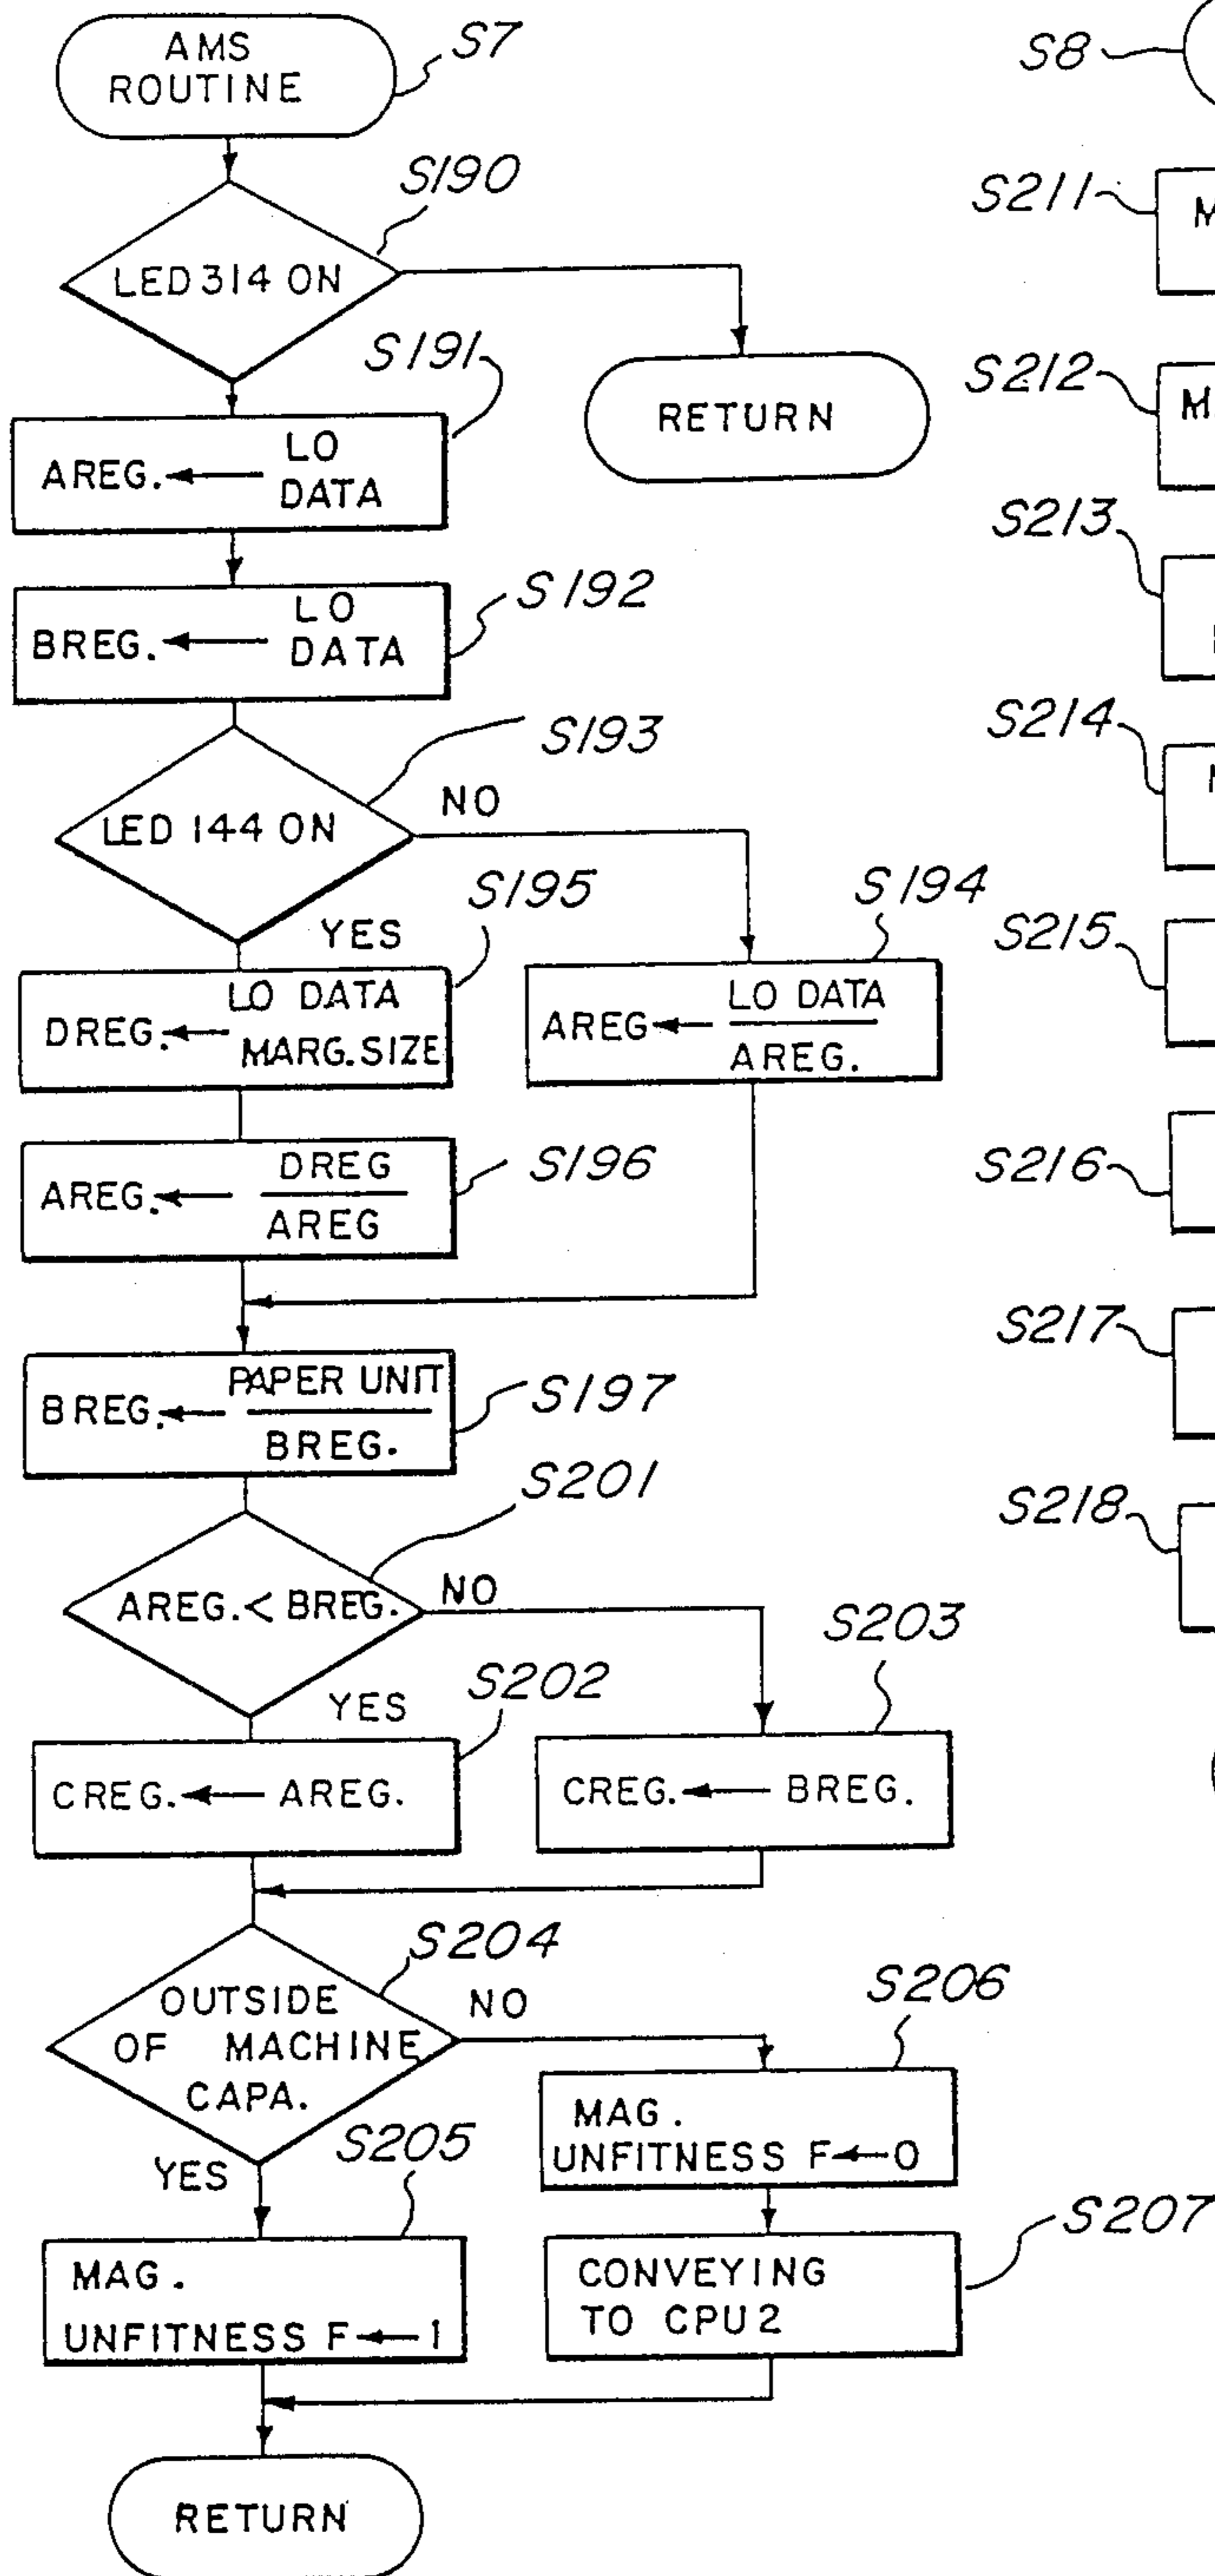 AMS
ROUTINE
S7
S190
LED 314 ON
RETURN
S191
AREG. ← LO
DATA
S192
BREG. ← LO
DATA
S193
LED 144 ON
NO
YES
S195
DREG. ← LO DATA
MARG. SIZE
S194
AREG ← LO DATA
AREG.
S196
AREG. ← DREG
AREG
S197
BREG. ← PAPER UNIT
BREG.
S201
AREG. < BREG.
NO
YES
S202
CREG. ← AREG.
S203
CREG. ← BREG.
S204
OUTSIDE
OF MACHINE
CAPA.
NO
YES
S206
MAG.
UNFITNESS F ← 0
S205
MAG.
UNFITNESS F ← 1
S207
CONVEYING
TO CPU 2
RETURN
S8
S211
M
S212
M
S213
S214
S215
S216
S217
S218